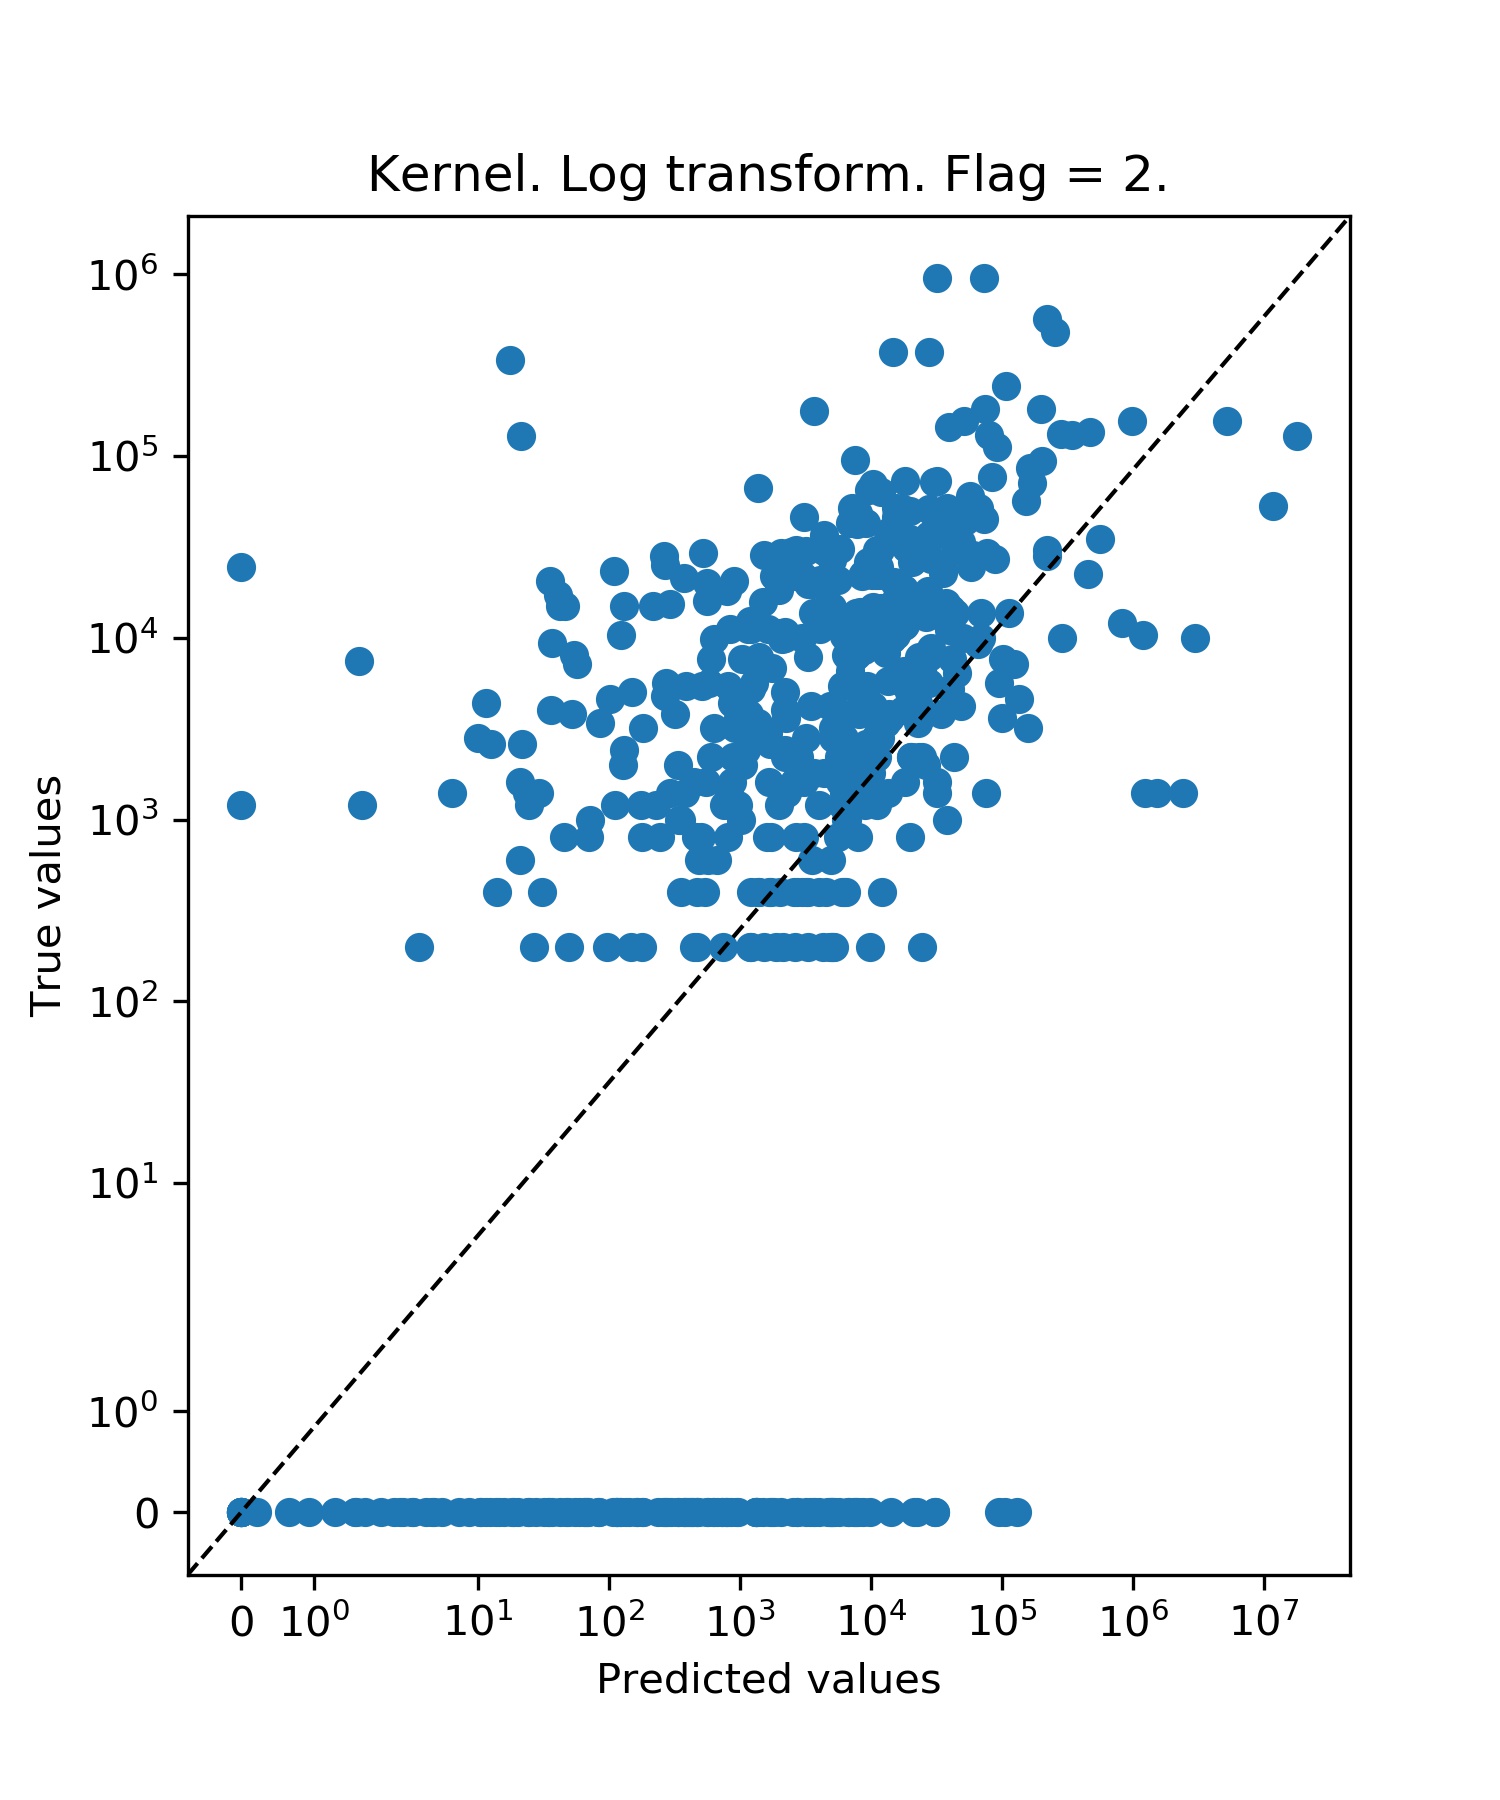 Kernel. Log transform. Flag = 2.
True values
10⁶
10⁵
10⁴
10³
10²
10¹
10⁰
0
0 10⁰ 10¹ 10² 10³ 10⁴ 10⁵ 10⁶ 10⁷
Predicted values